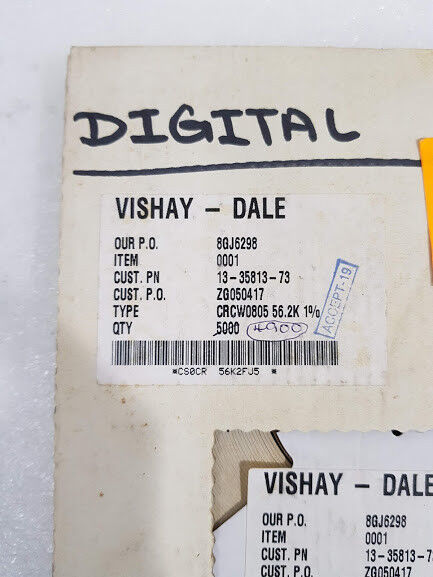 DIGITAL
VISHAY - DALE
OUR P.O. 8GJ6298
ITEM 0001
CUST. PN 13-35813-73
CUST. P.O. ZG050417
TYPE CRCW0805 56.2K 1%
QTY 5000 4900
ACCEPT-19
*CS0CR 56K2FJ5 *
VISHAY - DALE
OUR P.O. 8GJ6298
ITEM 0001
CUST. PN 13-35813-7
CUST. P.O. ZG050417